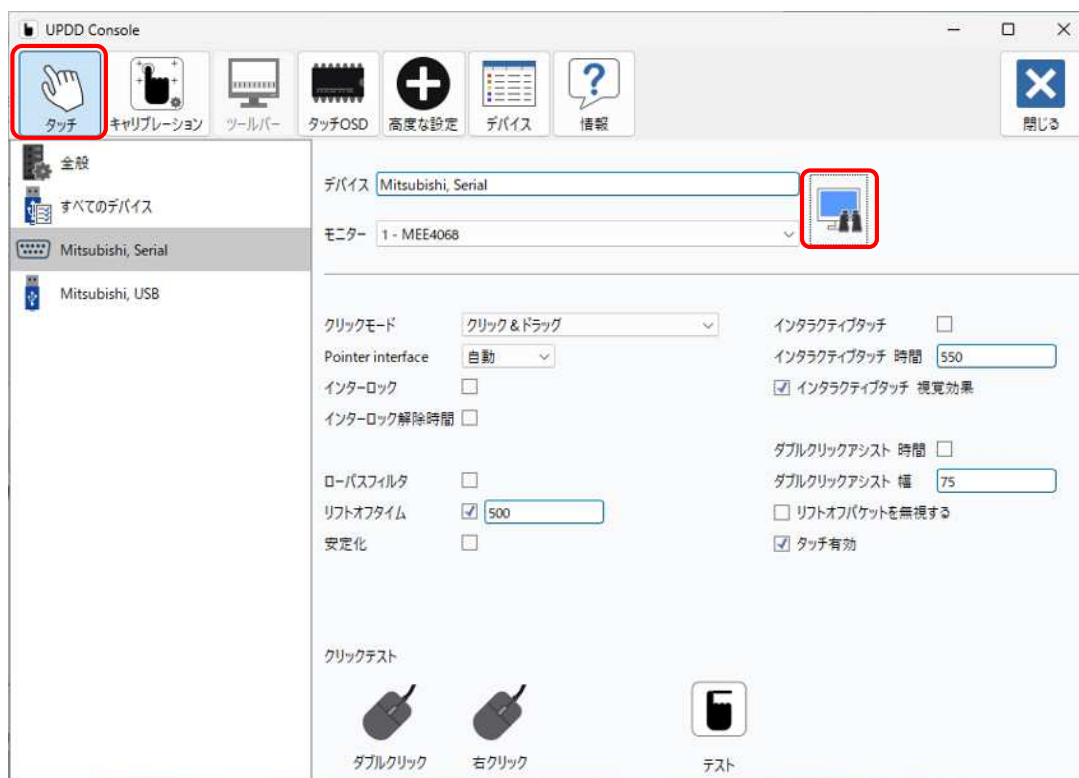 UPDD Console
タッチ
キャリブレーション
ツールバー
タッチOSD
高度な設定
デバイス
情報
閉じる
全般
すべてのデバイス
Mitsubishi, Serial
Mitsubishi, USB
デバイス Mitsubishi, Serial
モニター 1 - MEE4068
クリックモード クリック & ドラッグ
Pointer interface 自動
インターロック
インターロック解除時間
ローパスフィルタ
リフトオフタイム 500
安定化
インタラクティブタッチ
インタラクティブタッチ 時間 550
インタラクティブタッチ 視覚効果
ダブルクリックアシスト 時間
ダブルクリックアシスト 幅 75
リフトオフパケットを無視する
タッチ有効
クリックテスト
ダブルクリック
右クリック
テスト